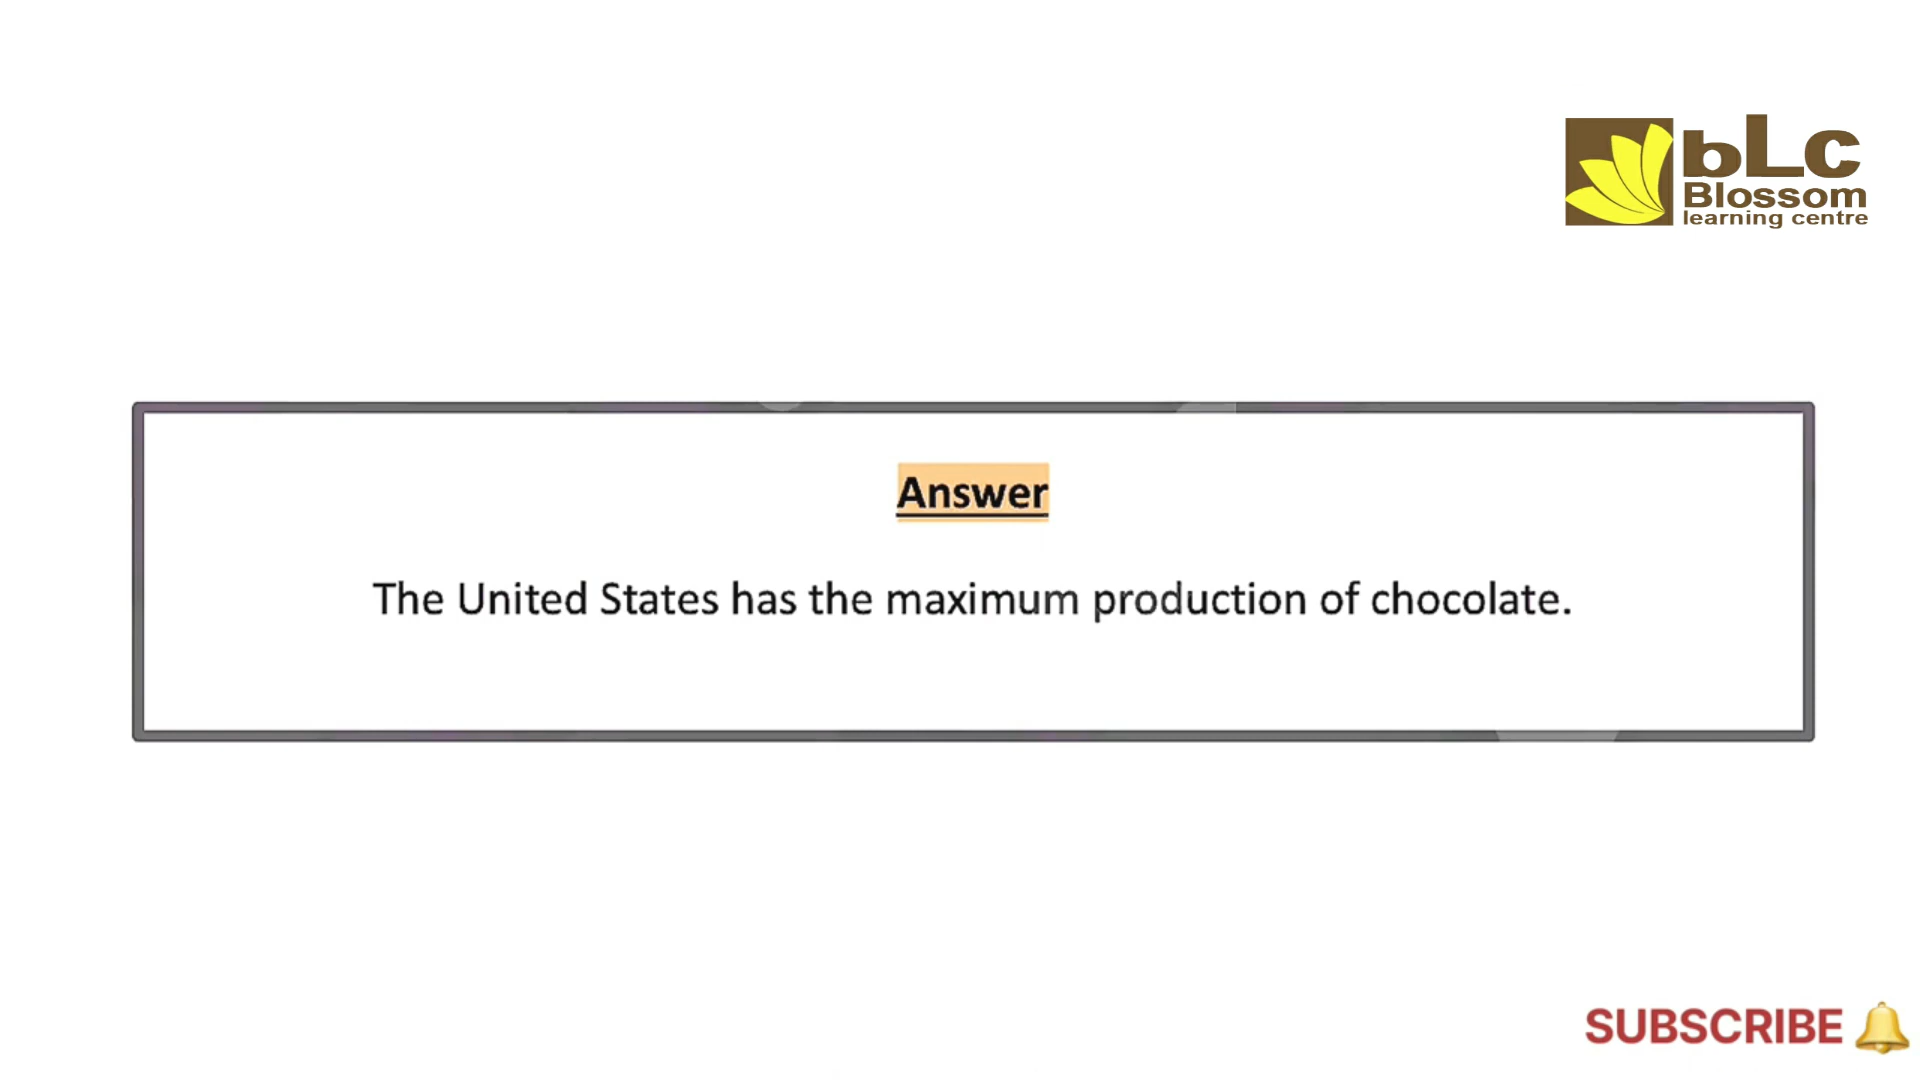 bLc
Blossom
learning centre
Answer
The United States has the maximum production of chocolate.
SUBSCRIBE